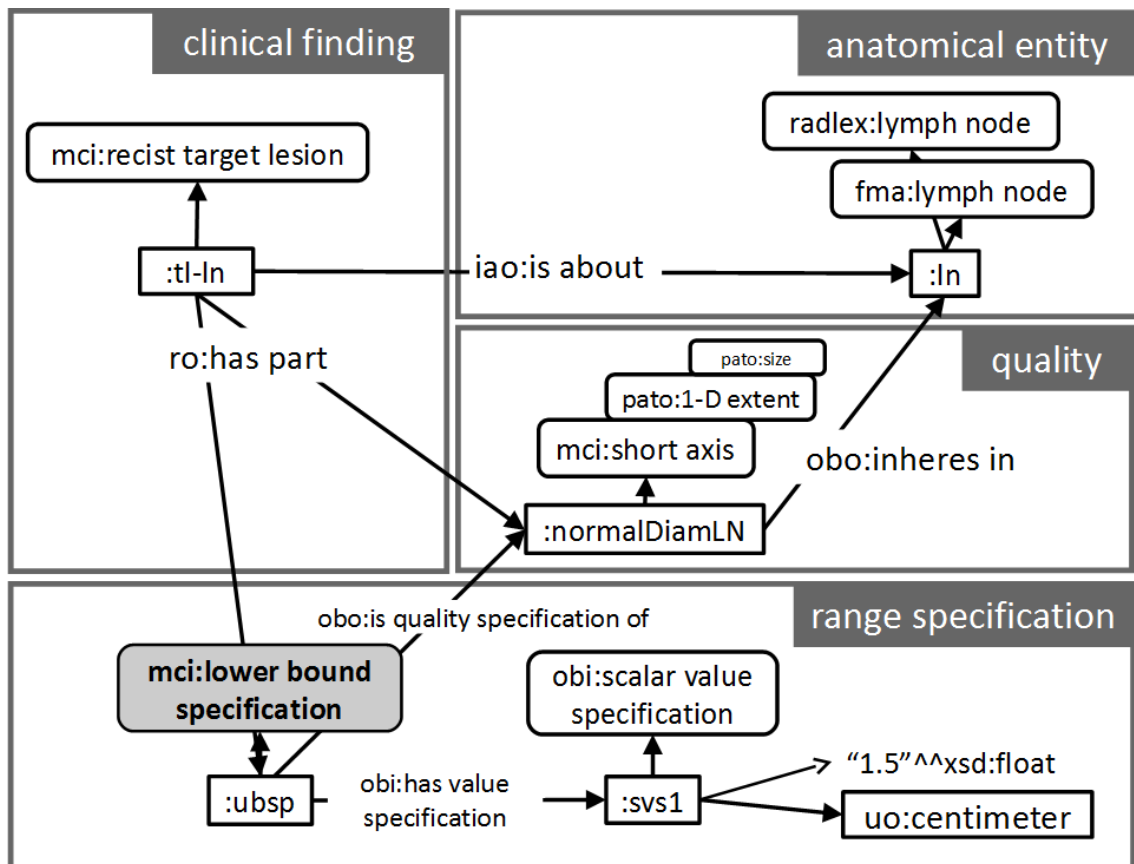 clinical finding
anatomical entity
radlex:lymph node
mci:recist target lesion
fma:lymph node
:tl-ln
iao:is about
:ln
ro:has part
quality
pato:size
pato:1-D extent
mci:short axis
obo:inheres in
:normalDiamLN
range specification
obo:is quality specification of
mci:lower bound
specification
obi:scalar value
specification
“1.5”^^xsd:float
:ubsp
obi:has value
specification
:svs1
uo:centimeter